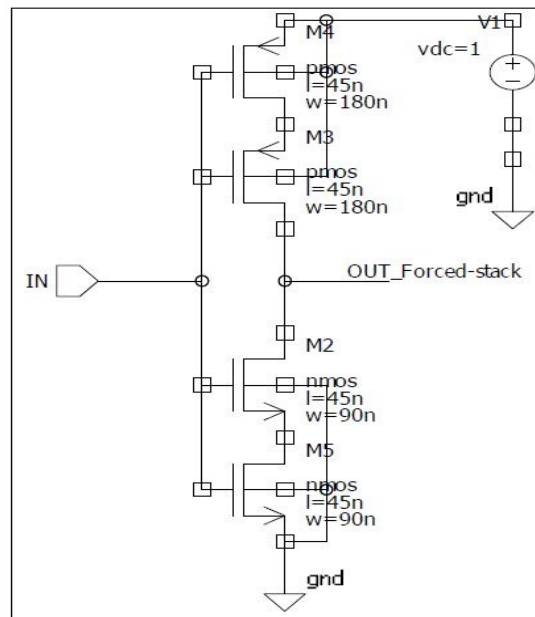 M4
V1
vdc=1
pmos
l=45n
w=180n
M3
pmos
l=45n
w=180n
gnd
IN
OUT_Forced-stack
M2
nmos
l=45n
w=90n
M5
nmos
l=45n
w=90n
gnd